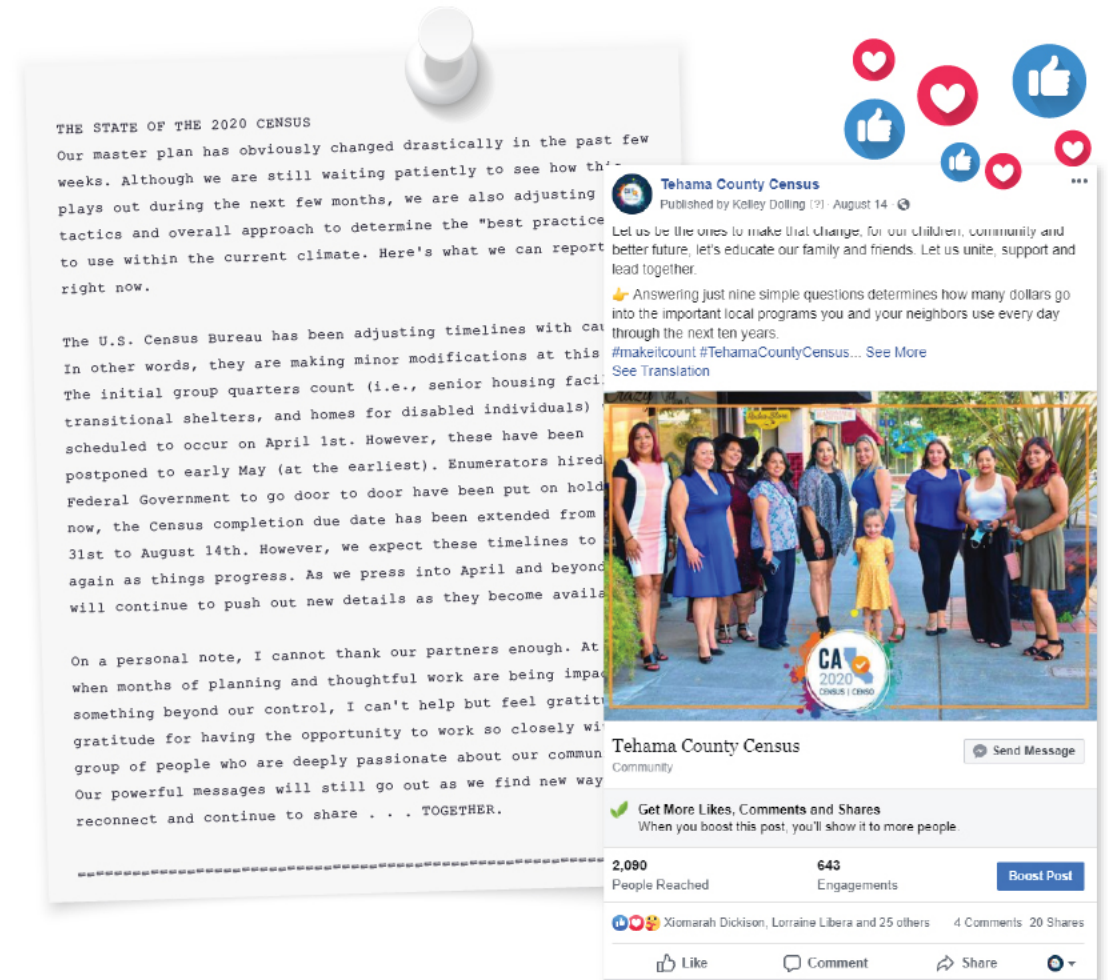 THE STATE OF THE 2020 CENSUS
Our master plan has obviously changed drastically in the past few
weeks. Although we are still waiting patiently to see how this
plays out during the next few months, we are also adjusting
tactics and overall approach to determine the "best practice
to use within the current climate. Here's what we can report
right now.
The U.S. Census Bureau has been adjusting timelines with
In other words, they are making minor modifications at this
The initial group quarters count (i.e., senior housing
transitional shelters, and homes for disabled individuals)
scheduled to occur on April 1st. However, these have been
postponed to early May (at the earliest). Enumerators hired
Federal Government to go door to door have been put on hold
now, the Census completion due date has been extended from
31st to August 14th. However, we expect these timelines to
again as things progress. As we press into April and beyond
will continue to push out new details as they become
On a personal note, I cannot thank our partners enough. At
when months of planning and thoughtful work are being
something beyond our control, I can't help but feel
gratitude for having the opportunity to work so closely
group of people who are deeply passionate about our
Our powerful messages will still go out as we find new
reconnect and continue to share . . . TOGETHER.
Tehama County Census
Published by Kelley Dolling [?] · August 14 ·
Let us be the ones to make that change, for our children, community and
better future, let's educate our family and friends. Let us unite, support and
lead together.
👉 Answering just nine simple questions determines how many dollars go
into the important local programs you and your neighbors use every day
through the next ten years.
#makeitcount #TehamaCountyCensus... See More
See Translation
CA
2020
CENSUS | CENSO
Tehama County Census
Community
Send Message
Get More Likes, Comments and Shares
When you boost this post, you'll show it to more people.
2,090
People Reached
643
Engagements
Boost Post
Xiomarah Dickison, Lorraine Libera and 25 others 4 Comments 20 Shares
Like Comment Share